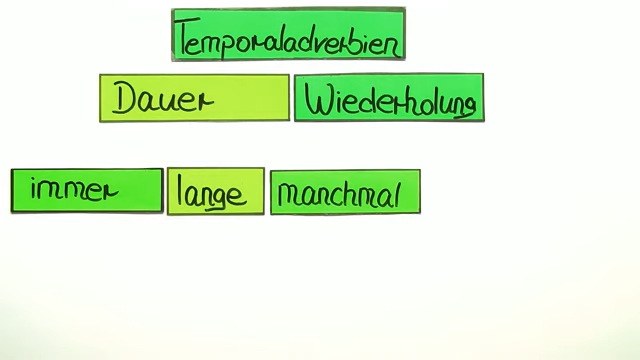 Temporaladverbien
Dauer Wiederholung
immer lange manchmal